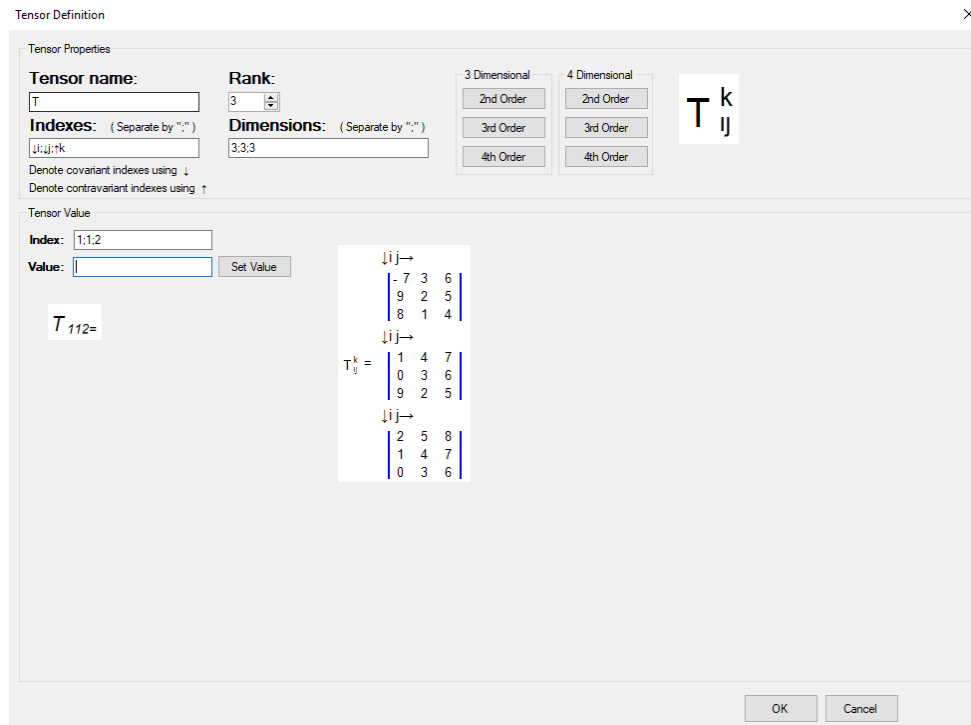 Tensor Definition
Tensor Properties
Tensor name:
Rank:
3 Dimensional
4 Dimensional
T
3
2nd Order
2nd Order
T k ij
Indexes: ( Separate by ";" )
Dimensions: ( Separate by ";" )
3rd Order
3rd Order
↓i;↓j;↑k
3;3;3
4th Order
4th Order
Denote covariant indexes using ↓
Denote contravariant indexes using ↑
Tensor Value
Index: 1;1;2
Value:
Set Value
T 112=
↓i j→
- 7 3 6
9 2 5
8 1 4
↓i j→
T k ij =
1 4 7
0 3 6
9 2 5
↓i j→
2 5 8
1 4 7
0 3 6
OK
Cancel